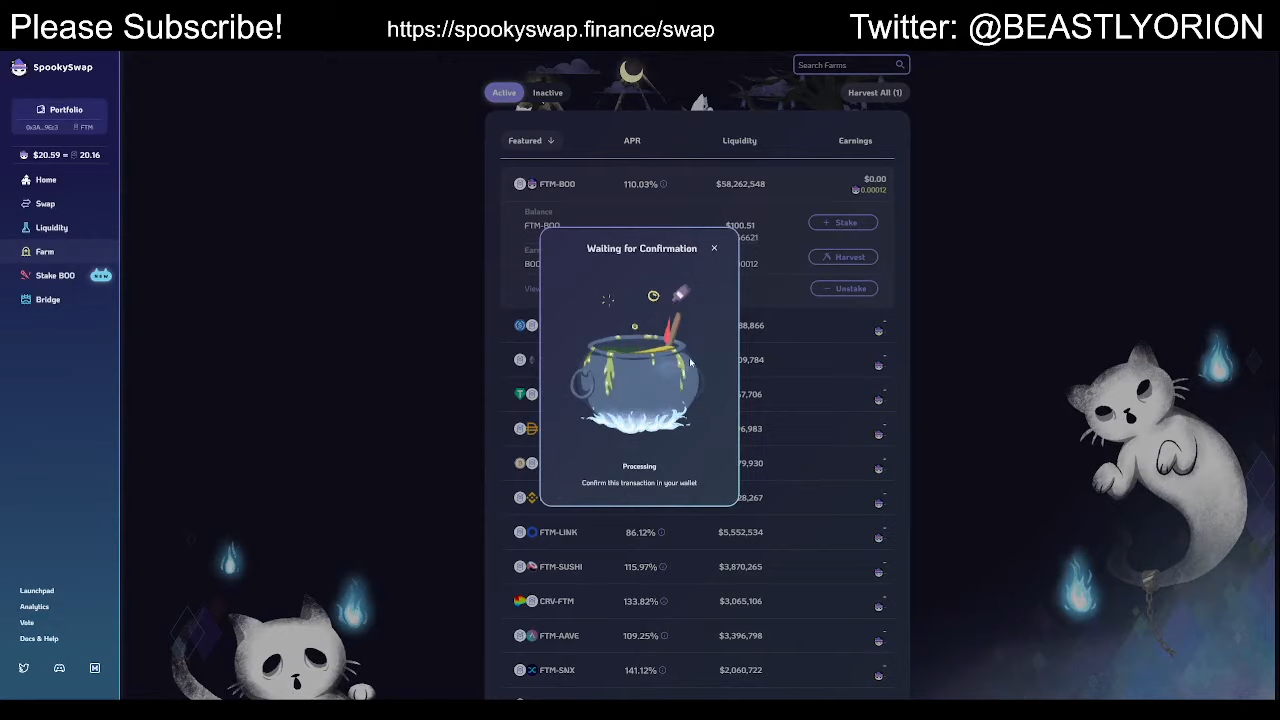 Please Subscribe!
https://spookyswap.finance/swap
Twitter: @BEASTLYORION
SpookySwap
Portfolio
FTM
$20.59 = 20.16
Home
Swap
Liquidity
Farm
Stake BOO NEW
Bridge
Launchpad
Analytics
Vote
Docs & Help
Search Farms
Active Inactive Harvest All (1)
Featured ↓ APR Liquidity Earnings
FTM-BOO 110.03% $58,262,548 $0.00
0.00012
Balance
FTM-BOO $100.51
+ Stake
Harvest
− Unstake
Waiting for Confirmation
Processing
Confirm this transaction in your wallet
FTM-LINK 86.12% $5,552,534
FTM-SUSHI 115.97% $3,870,265
CRV-FTM 133.82% $3,065,106
FTM-AAVE 109.25% $3,396,798
FTM-SNX 141.12% $2,060,722